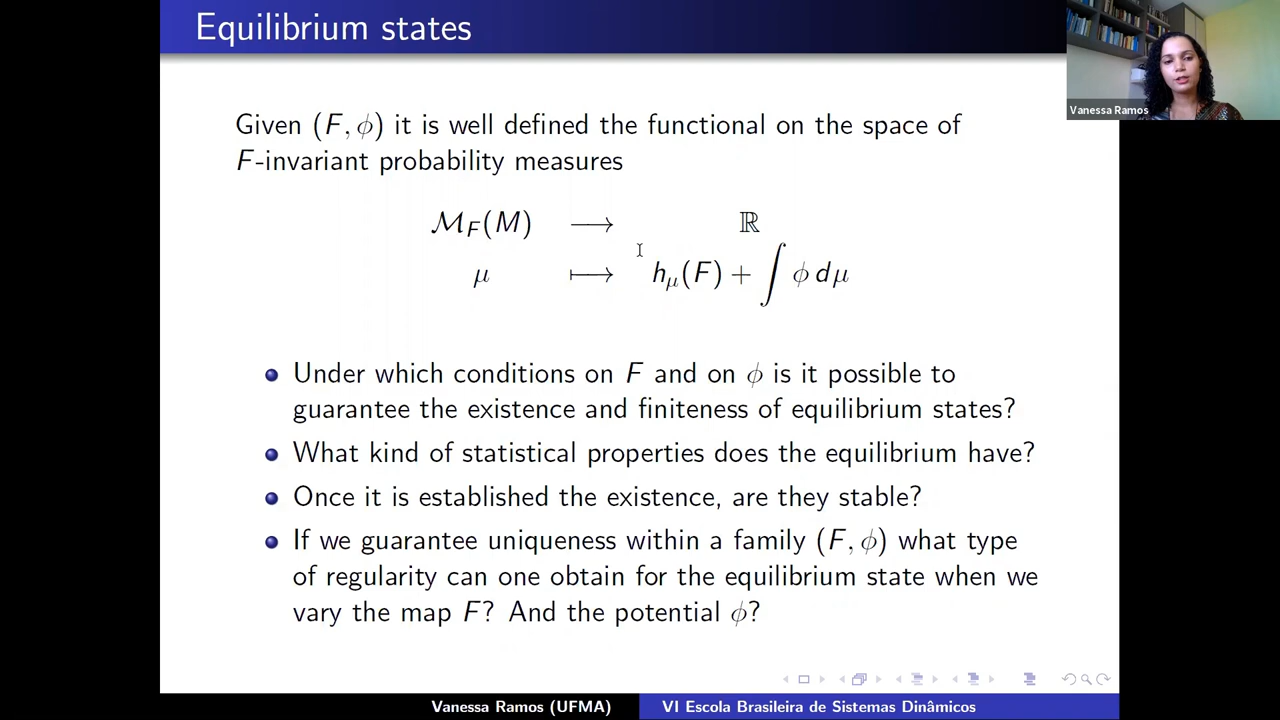 Equilibrium states
Vanessa Ramos
Given (F, ϕ) it is well defined the functional on the space of
F-invariant probability measures
ℳ_F(M) ⟶ ℝ
μ ⟼ h_μ(F) + ∫ ϕ dμ
Under which conditions on F and on ϕ is it possible to
guarantee the existence and finiteness of equilibrium states?
What kind of statistical properties does the equilibrium have?
Once it is established the existence, are they stable?
If we guarantee uniqueness within a family (F, ϕ) what type
of regularity can one obtain for the equilibrium state when we
vary the map F? And the potential ϕ?
Vanessa Ramos (UFMA) VI Escola Brasileira de Sistemas Dinâmicos